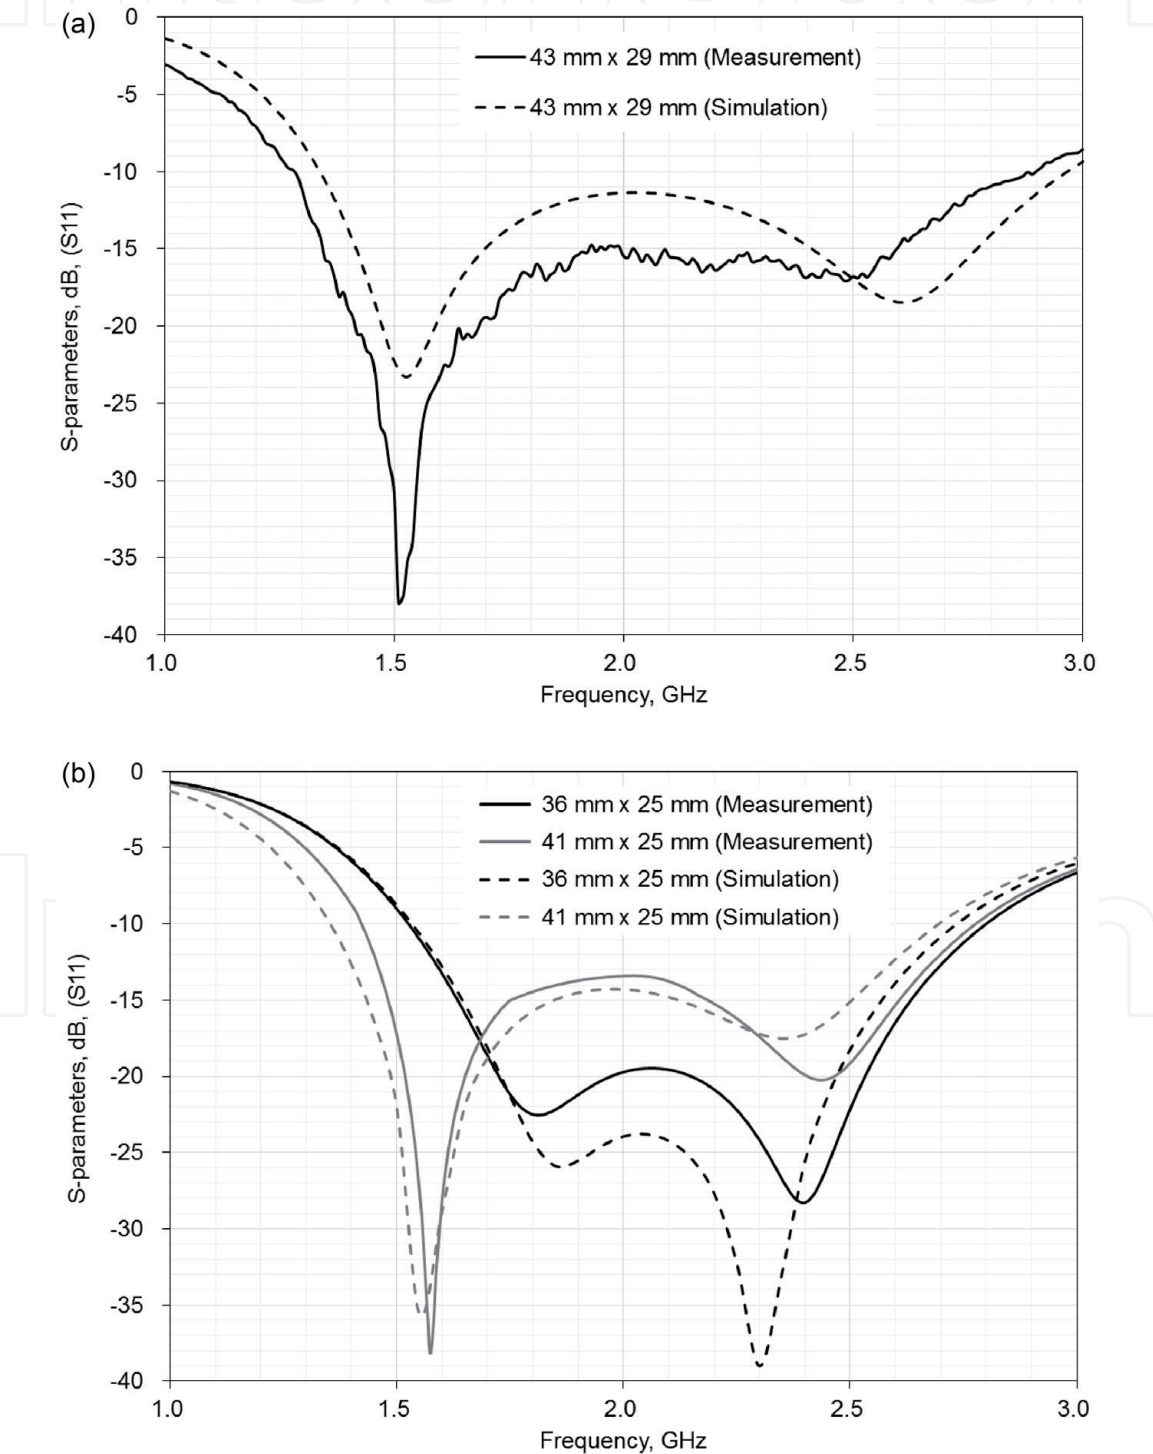 (a)
0
-5
-10
-15
-20
-25
-30
-35
-40
S-parameters, dB, (S11)
43 mm x 29 mm (Measurement)
43 mm x 29 mm (Simulation)
1.0 1.5 2.0 2.5 3.0
Frequency, GHz
(b)
0
-5
-10
-15
-20
-25
-30
-35
-40
S-parameters, dB, (S11)
36 mm x 25 mm (Measurement)
41 mm x 25 mm (Measurement)
36 mm x 25 mm (Simulation)
41 mm x 25 mm (Simulation)
1.0 1.5 2.0 2.5 3.0
Frequency, GHz